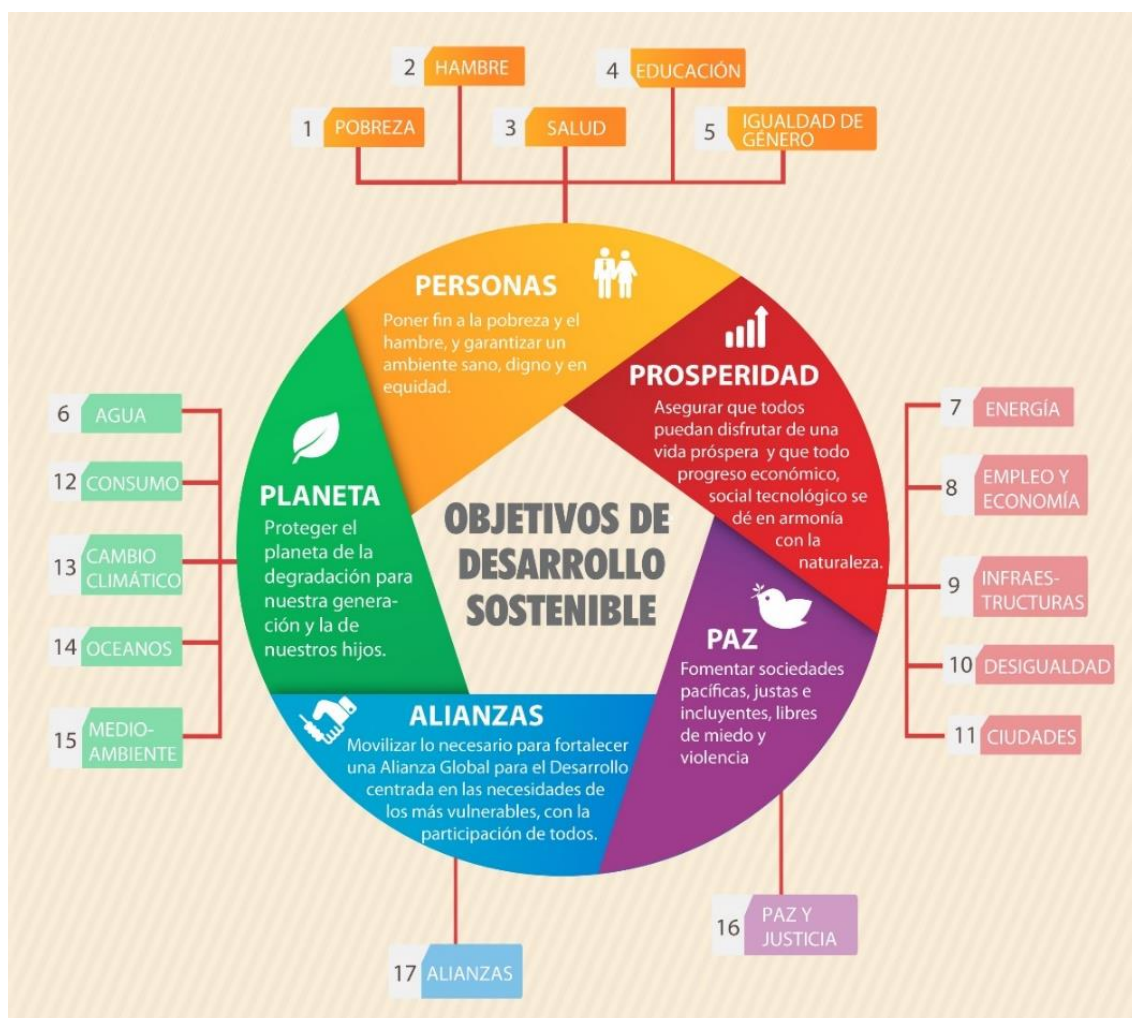 2 HAMBRE
4 EDUCACIÓN
1 POBREZA
3 SALUD
5 IGUALDAD DE
GÉNERO
PERSONAS
Poner fin a la pobreza y el
hambre, y garantizar un
ambiente sano, digno y en
equidad.
PROSPERIDAD
Asegurar que todos
puedan disfrutar de una
vida próspera y que todo
progreso económico,
social tecnológico se
dé en armonía
con la
naturaleza.
7 ENERGÍA
8 EMPLEO Y
ECONOMÍA
9 INFRAES-
TRUCTURAS
10 DESIGUALDAD
11 CIUDADES
6 AGUA
12 CONSUMO
13 CAMBIO
CLIMÁTICO
14 OCEANOS
15 MEDIO-
AMBIENTE
PLANETA
Proteger el
planeta de la
degradación para
nuestra genera-
ción y la de
nuestros hijos.
OBJETIVOS DE
DESARROLLO
SOSTENIBLE
PAZ
Fomentar sociedades
pacíficas, justas e
incluyentes, libres
de miedo y
violencia
ALIANZAS
Movilizar lo necesario para fortalecer
una Alianza Global para el Desarrollo
centrada en las necesidades de
los más vulnerables, con la
participación de todos.
16 PAZ Y
JUSTICIA
17 ALIANZAS